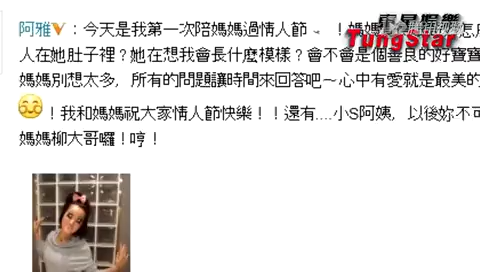 阿雅V：今天是我第一次陪媽媽過情人節 ！媽媽
TungStar
人在她肚子裡？她在想我會長什麼模樣？會不會是個善良的好寶寶
媽媽別想太多，所有的問題讓時間來回答吧～心中有愛就是最美的
！我和媽媽祝大家情人節快樂！！還有....小S阿姨，以後妳不可
媽媽柳大哥囉！哼！